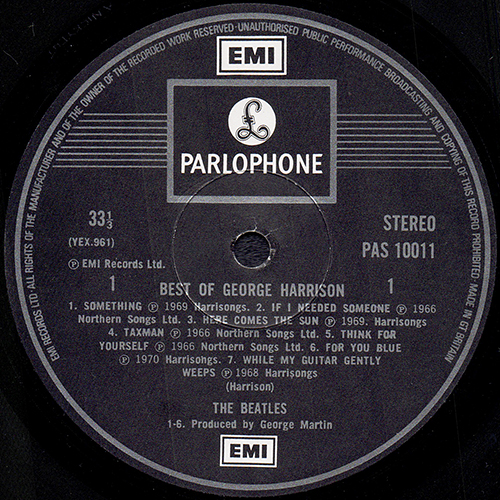 EMI RECORDS LTD. ALL RIGHTS OF THE MANUFACTURER AND OF THE OWNER OF THE RECORDED WORK RESERVED·UNAUTHORISED PUBLIC PERFORMANCE BROADCASTING AND COPYING OF THIS RECORD PROHIBITED. MADE IN GT BRITAIN
EMI
£
PARLOPHONE
33⅓
STEREO
(YEX.961)
PAS 10011
℗ EMI Records Ltd.
1
BEST OF GEORGE HARRISON
1
1. SOMETHING ℗ 1969 Harrisongs. 2. IF I NEEDED SOMEONE ℗ 1966
Northern Songs Ltd. 3. HERE COMES THE SUN ℗ 1969. Harrisongs
4. TAXMAN ℗ 1966 Northern Songs Ltd. 5. THINK FOR
YOURSELF ℗ 1966 Northern Songs Ltd. 6. FOR YOU BLUE
℗ 1970 Harrisongs. 7. WHILE MY GUITAR GENTLY
WEEPS ℗ 1968 Harrisongs
(Harrison)
THE BEATLES
1-6. Produced by George Martin
EMI